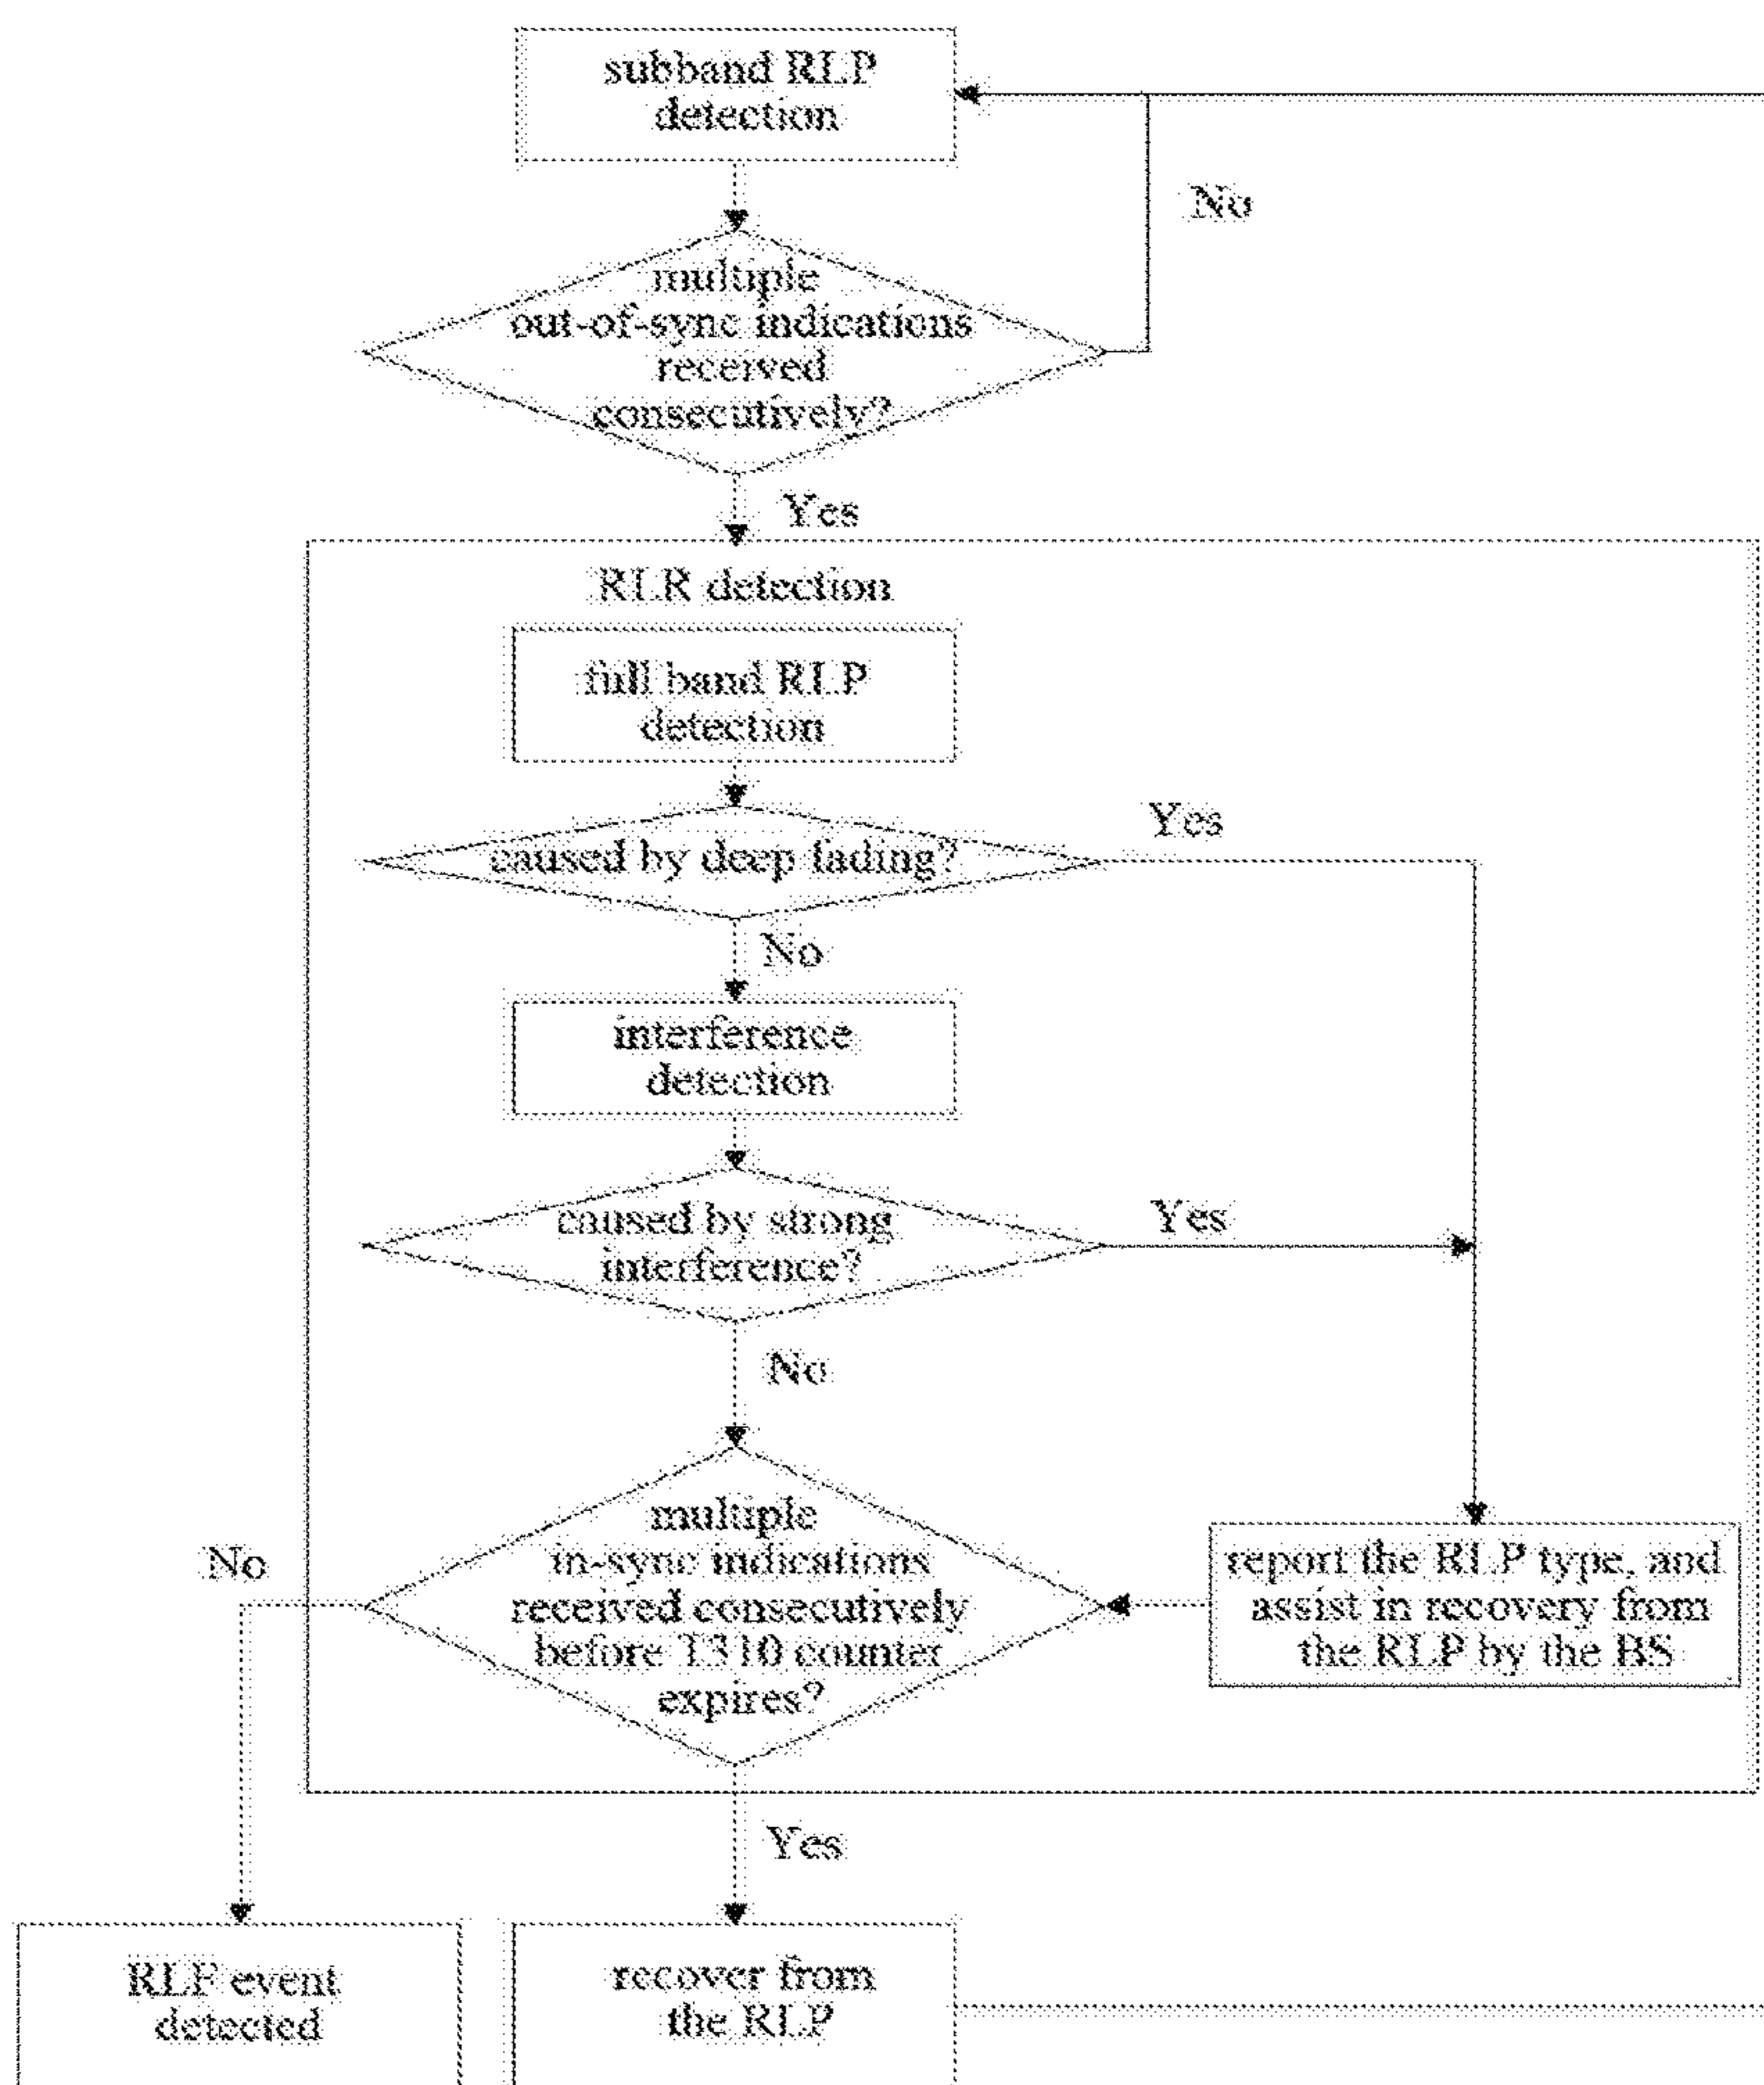 subband RLP
detection
No
multiple
out-of-sync indications
received
consecutively?
Yes
RLR detection
full band RLP
detection
caused by deep fading?
Yes
No
interference
detection
caused by strong
interference?
Yes
No
multiple
in-sync indications
received consecutively
before T310 counter
expires?
No
report the RLP type, and
assist in recovery from
the RLP by the BS
Yes
RLF event
detected
recover from
the RLP